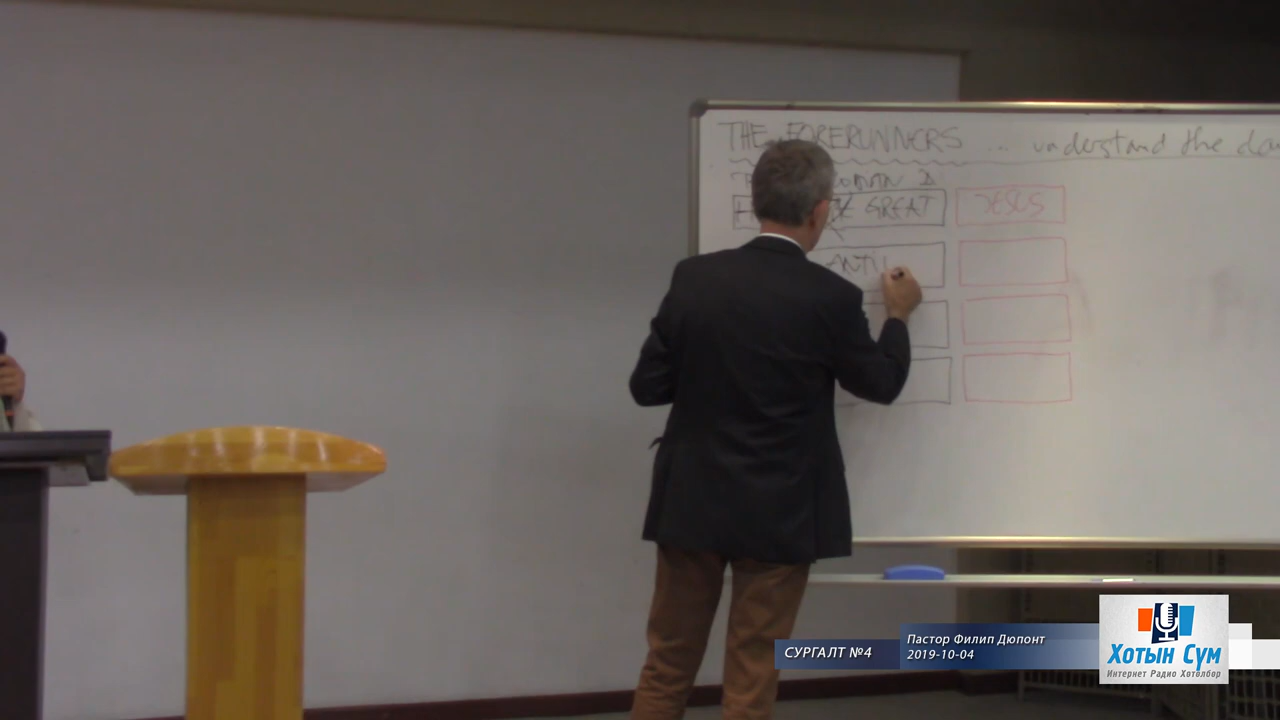 THE FORERUNNERS ... understand the
GREAT JESUS
ANTI
СУРГАЛТ №4
Пастор Филип Дюпонт
2019-10-04
Хотын Сүм
Интернет Радио Хөтөлбөр